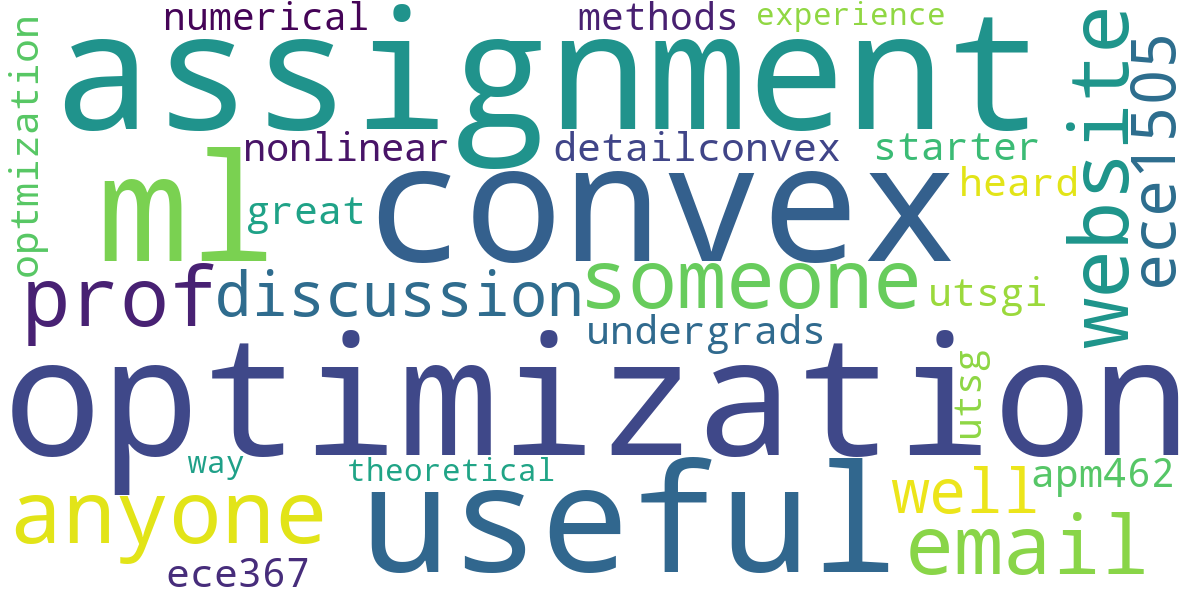 numerical
methods
experience
assignment
website
ece1505
optmization
nonlinear
detailconvex
starter
ml
convex
heard
great
prof
discussion
someone
utsgi
undergrads
optimization
utsg
way
theoretical
useful
well
apm462
anyone
email
ece367